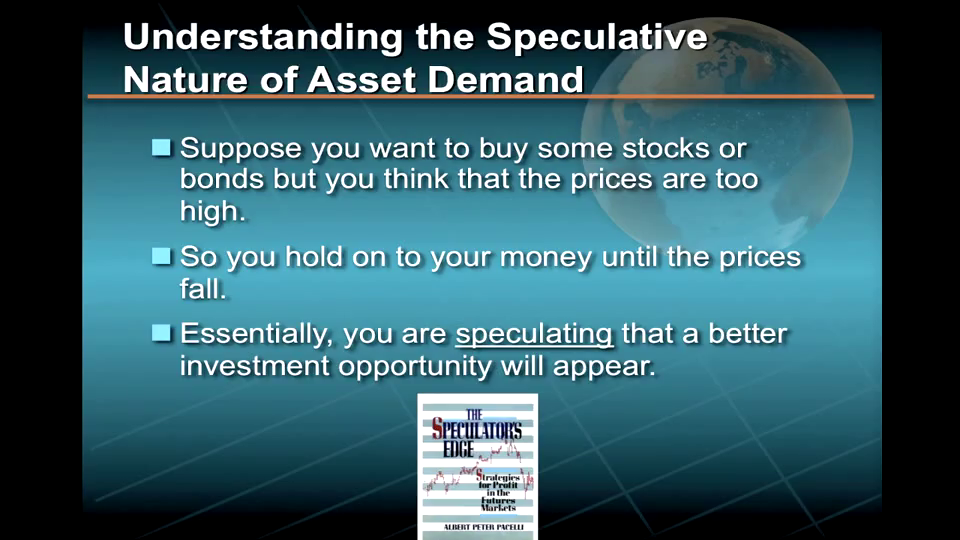 Understanding the Speculative
Nature of Asset Demand
Suppose you want to buy some stocks or
bonds but you think that the prices are too
high.
So you hold on to your money until the prices
fall.
Essentially, you are speculating that a better
investment opportunity will appear.
THE
SPECULATOR'S
EDGE
Strategies
for Profit
in the
Futures
Markets
ALBERT PETER PACELLI